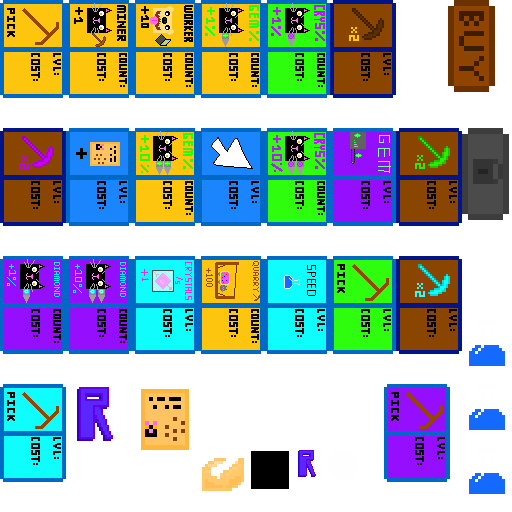 PICK
LVL:
COST:
MINER
+1
COUNT:
COST:
WORKER
+10
COUNT:
COST:
GEM%
+1%
COUNT:
COST:
CRYS%
+1%
COUNT:
COST:
x2
LVL:
COST:
BUY
x2
LVL:
COST:
+
LVL:
COST:
GEM%
+10%
COUNT:
COST:
LVL:
COST:
CRYS%
+10%
COUNT:
COST:
GEM
LVL:
COST:
x2
LVL:
COST:
DIAMOND
+1%
COUNT:
COST:
DIAMOND
+10%
COUNT:
COST:
CRYSTALS
+1
LVL:
COST:
QUARRY
+100
COUNT:
COST:
SPEED
LVL:
COST:
PICK
LVL:
COST:
x2
LVL:
COST:
PICK
LVL:
COST:
R
R
PICK
LVL:
COST: